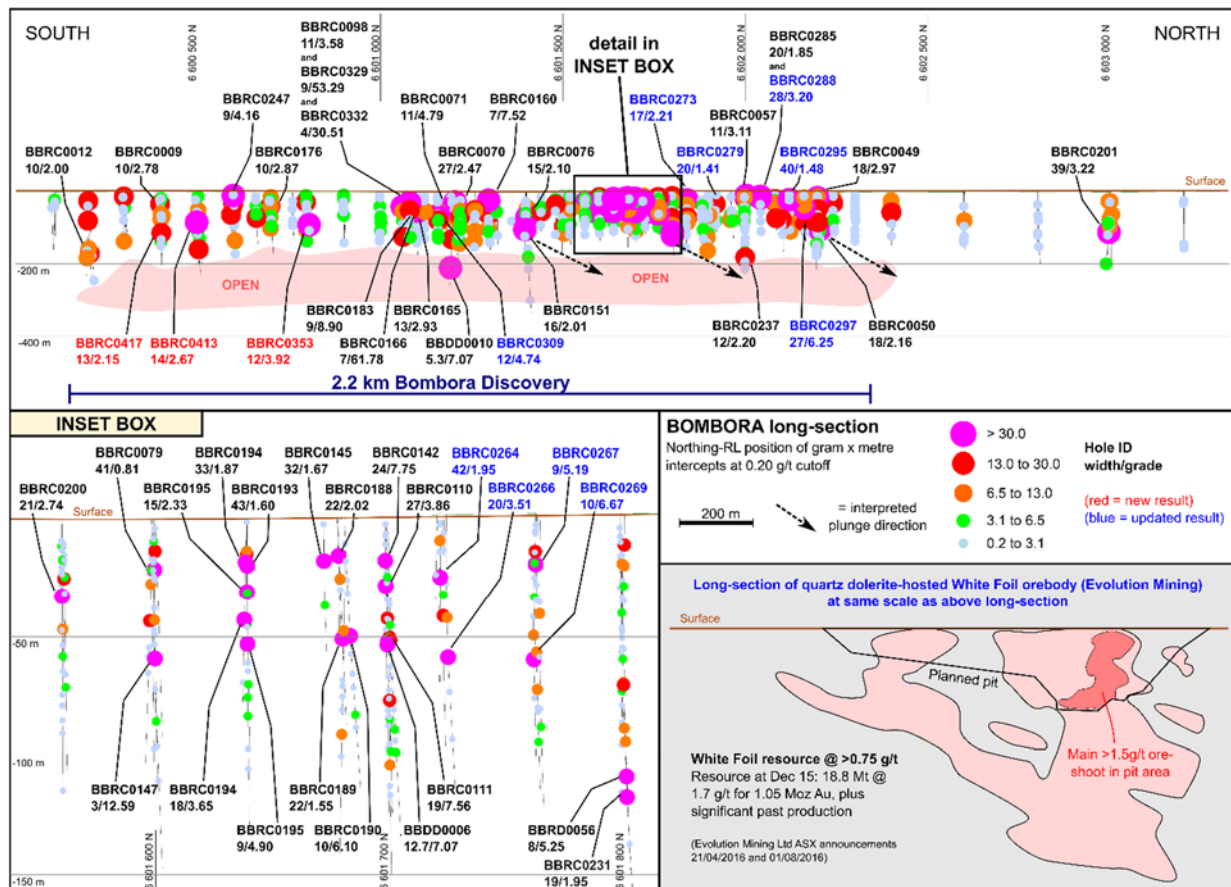 SOUTH
NORTH
6 600 500 N
6 601 000 N
6 601 500 N
6 602 000 N
6 602 500 N
6 603 000 N
BBRC0098
11/3.58
and
BBRC0329
9/53.29
and
BBRC0332
4/30.51
detail in
INSET BOX
BBRC0285
20/1.85
and
BBRC0288
28/3.20
BBRC0247
9/4.16
BBRC0071
11/4.79
BBRC0160
7/7.52
BBRC0273
17/2.21
BBRC0057
11/3.11
BBRC0012
10/2.00
BBRC0009
10/2.78
BBRC0176
10/2.87
BBRC0070
27/2.47
BBRC0076
15/2.10
BBRC0279
20/1.41
BBRC0295
40/1.48
BBRC0049
18/2.97
BBRC0201
39/3.22
Surface
-200 m
OPEN
OPEN
BBRC0183
9/8.90
BBRC0165
13/2.93
BBRC0151
16/2.01
BBRC0237
12/2.20
BBRC0297
27/6.25
BBRC0050
18/2.16
-400 m
BBRC0417
13/2.15
BBRC0413
14/2.67
BBRC0353
12/3.92
BBRC0166
7/61.78
BBDD0010
5.3/7.07
BBRC0309
12/4.74
2.2 km Bombora Discovery
INSET BOX
BBRC0079
41/0.81
BBRC0194
33/1.87
BBRC0145
32/1.67
BBRC0142
24/7.75
BBRC0264
42/1.95
BBRC0267
9/5.19
BBRC0200
21/2.74
BBRC0195
15/2.33
BBRC0193
43/1.60
BBRC0188
22/2.02
BBRC0110
27/3.86
BBRC0266
20/3.51
BBRC0269
10/6.67
Surface
-50 m
-100 m
-150 m
BBRC0147
3/12.59
BBRC0194
18/3.65
BBRC0189
22/1.55
BBRC0111
19/7.56
BBRC0195
9/4.90
BBRC0190
10/6.10
BBDD0006
12.7/7.07
BBRD0056
8/5.25
BBRC0231
19/1.95
6 601 600 N
6 601 700 N
6 601 800 N
BOMBORA long-section
Northing-RL position of gram x metre
intercepts at 0.20 g/t cutoff
200 m
= interpreted
plunge direction
> 30.0
13.0 to 30.0
6.5 to 13.0
3.1 to 6.5
0.2 to 3.1
Hole ID
width/grade
(red = new result)
(blue = updated result)
Long-section of quartz dolerite-hosted White Foil orebody (Evolution Mining)
at same scale as above long-section
Surface
Planned pit
Main >1.5g/t ore-
shoot in pit area
White Foil resource @ >0.75 g/t
Resource at Dec 15: 18.8 Mt @
1.7 g/t for 1.05 Moz Au, plus
significant past production
(Evolution Mining Ltd ASX announcements
21/04/2016 and 01/08/2016)